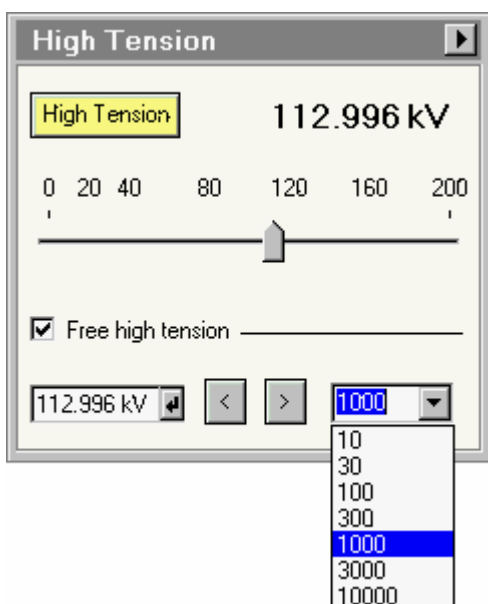 High Tension
High Tension 112.996 kV
0 20 40 80 120 160 200
Free high tension
112.996 kV < > 1000
10
30
100
300
1000
3000
10000